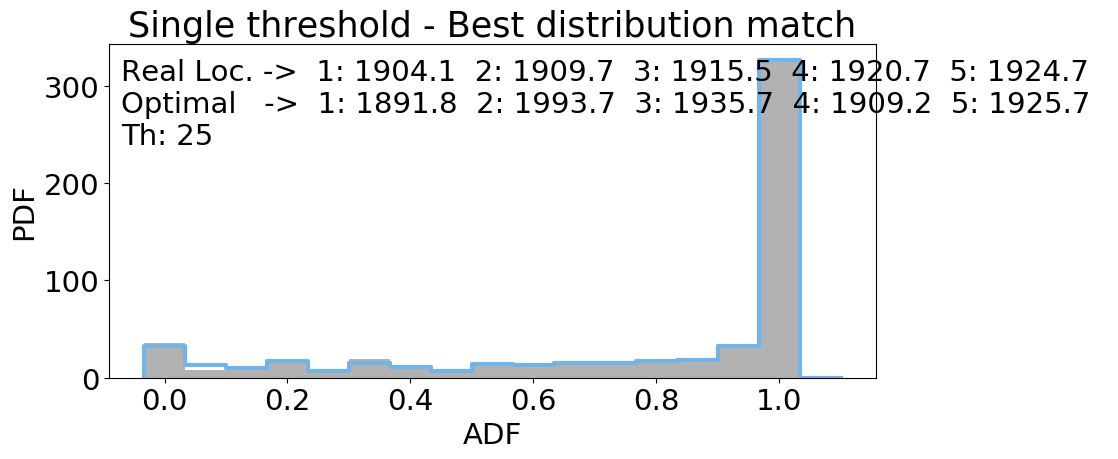 Single threshold - Best distribution match
Real Loc. -> 1: 1904.1 2: 1909.7 3: 1915.5 4: 1920.7 5: 1924.7
Optimal -> 1: 1891.8 2: 1993.7 3: 1935.7 4: 1909.2 5: 1925.7
Th: 25
300
200
100
0
PDF
0.0 0.2 0.4 0.6 0.8 1.0
ADF